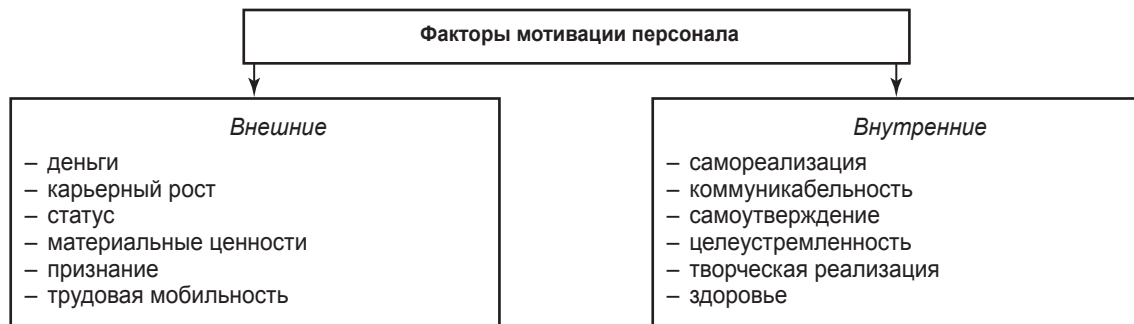 Факторы мотивации персонала
Внешние
– деньги
– карьерный рост
– статус
– материальные ценности
– признание
– трудовая мобильность
Внутренние
– самореализация
– коммуникабельность
– самоутверждение
– целеустремленность
– творческая реализация
– здоровье